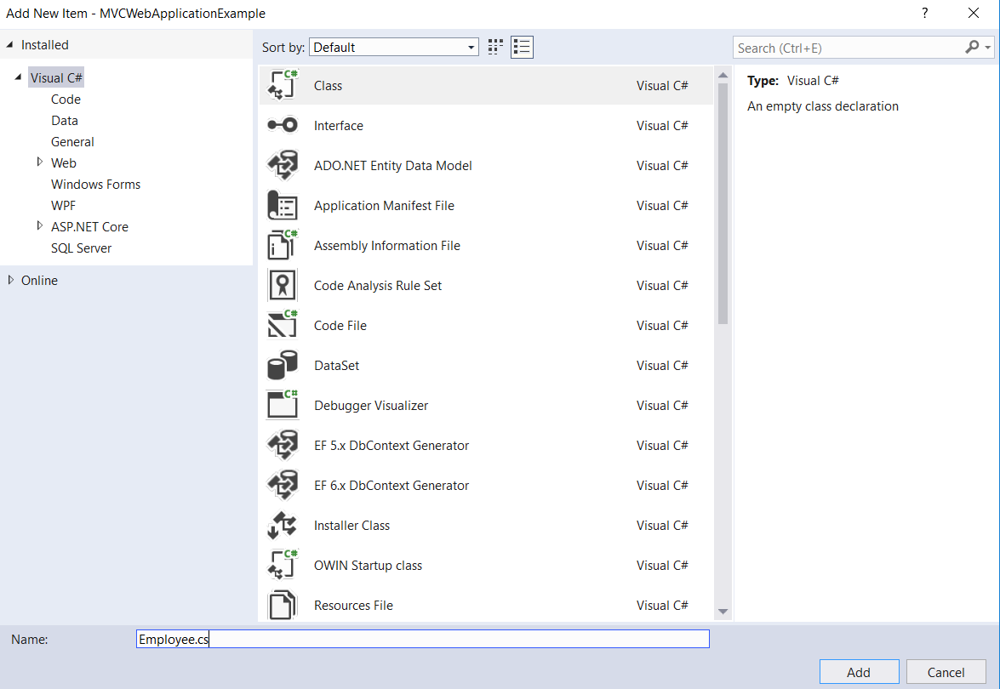 Add New Item - MVCWebApplicationExample ?
Installed
Visual C#
Code
Data
General
Web
Windows Forms
WPF
ASP.NET Core
SQL Server
Online
Sort by: Default
Search (Ctrl+E)
C# Class Visual C#
Interface Visual C#
ADO.NET Entity Data Model Visual C#
Application Manifest File Visual C#
C# Assembly Information File Visual C#
Code Analysis Rule Set Visual C#
C# Code File Visual C#
DataSet Visual C#
C# Debugger Visualizer Visual C#
EF 5.x DbContext Generator Visual C#
EF 6.x DbContext Generator Visual C#
Installer Class Visual C#
C# OWIN Startup class Visual C#
Resources File Visual C#
Type: Visual C#
An empty class declaration
Name: Employee.cs
Add Cancel